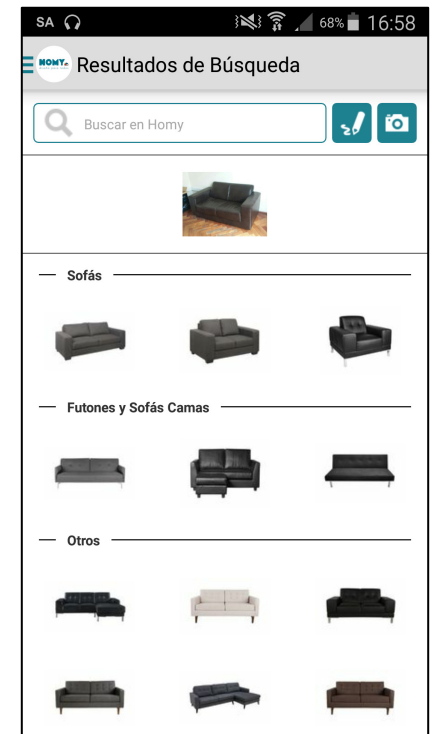 SA 68% 16:58
HOMY. Resultados de Búsqueda
Buscar en Homy
Sofás
Futones y Sofás Camas
Otros